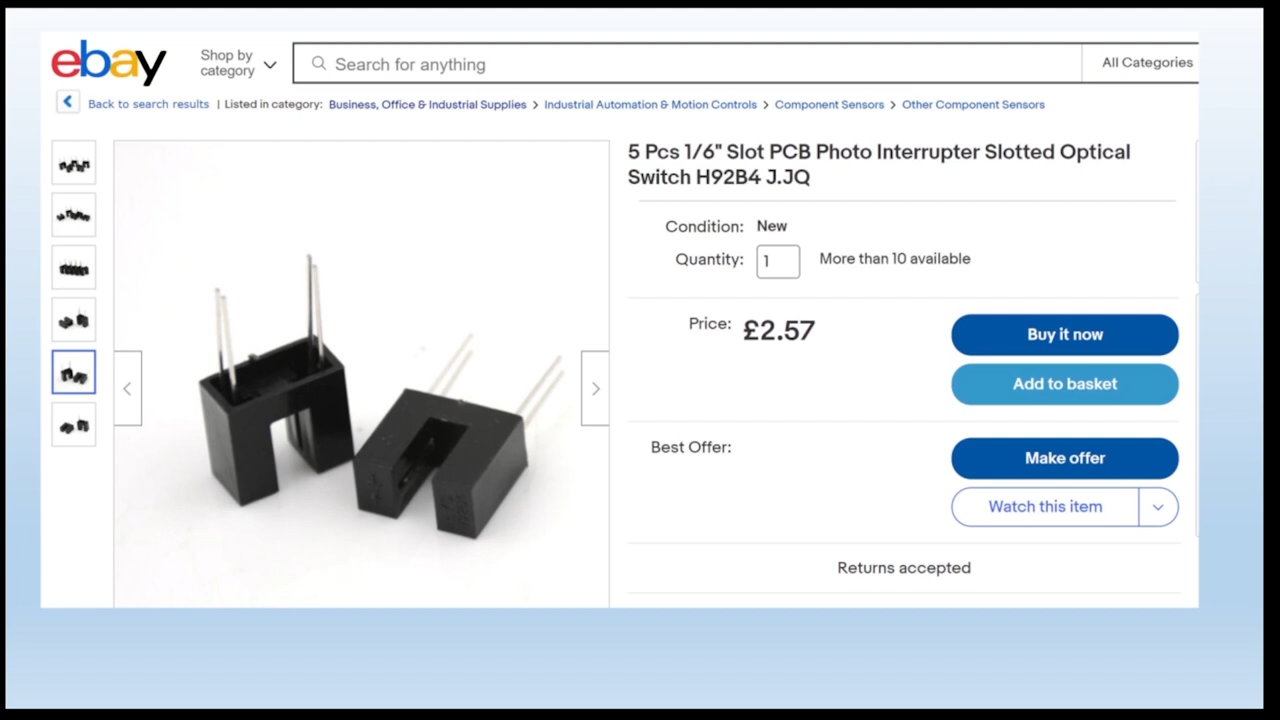 ebay
Shop by
category
Search for anything
All Categories
Back to search results | Listed in category: Business, Office & Industrial Supplies > Industrial Automation & Motion Controls > Component Sensors > Other Component Sensors
5 Pcs 1/6" Slot PCB Photo Interrupter Slotted Optical
Switch H92B4 J.JQ
Condition: New
Quantity: 1 More than 10 available
Price: £2.57
Buy it now
Add to basket
Best Offer:
Make offer
Watch this item
Returns accepted